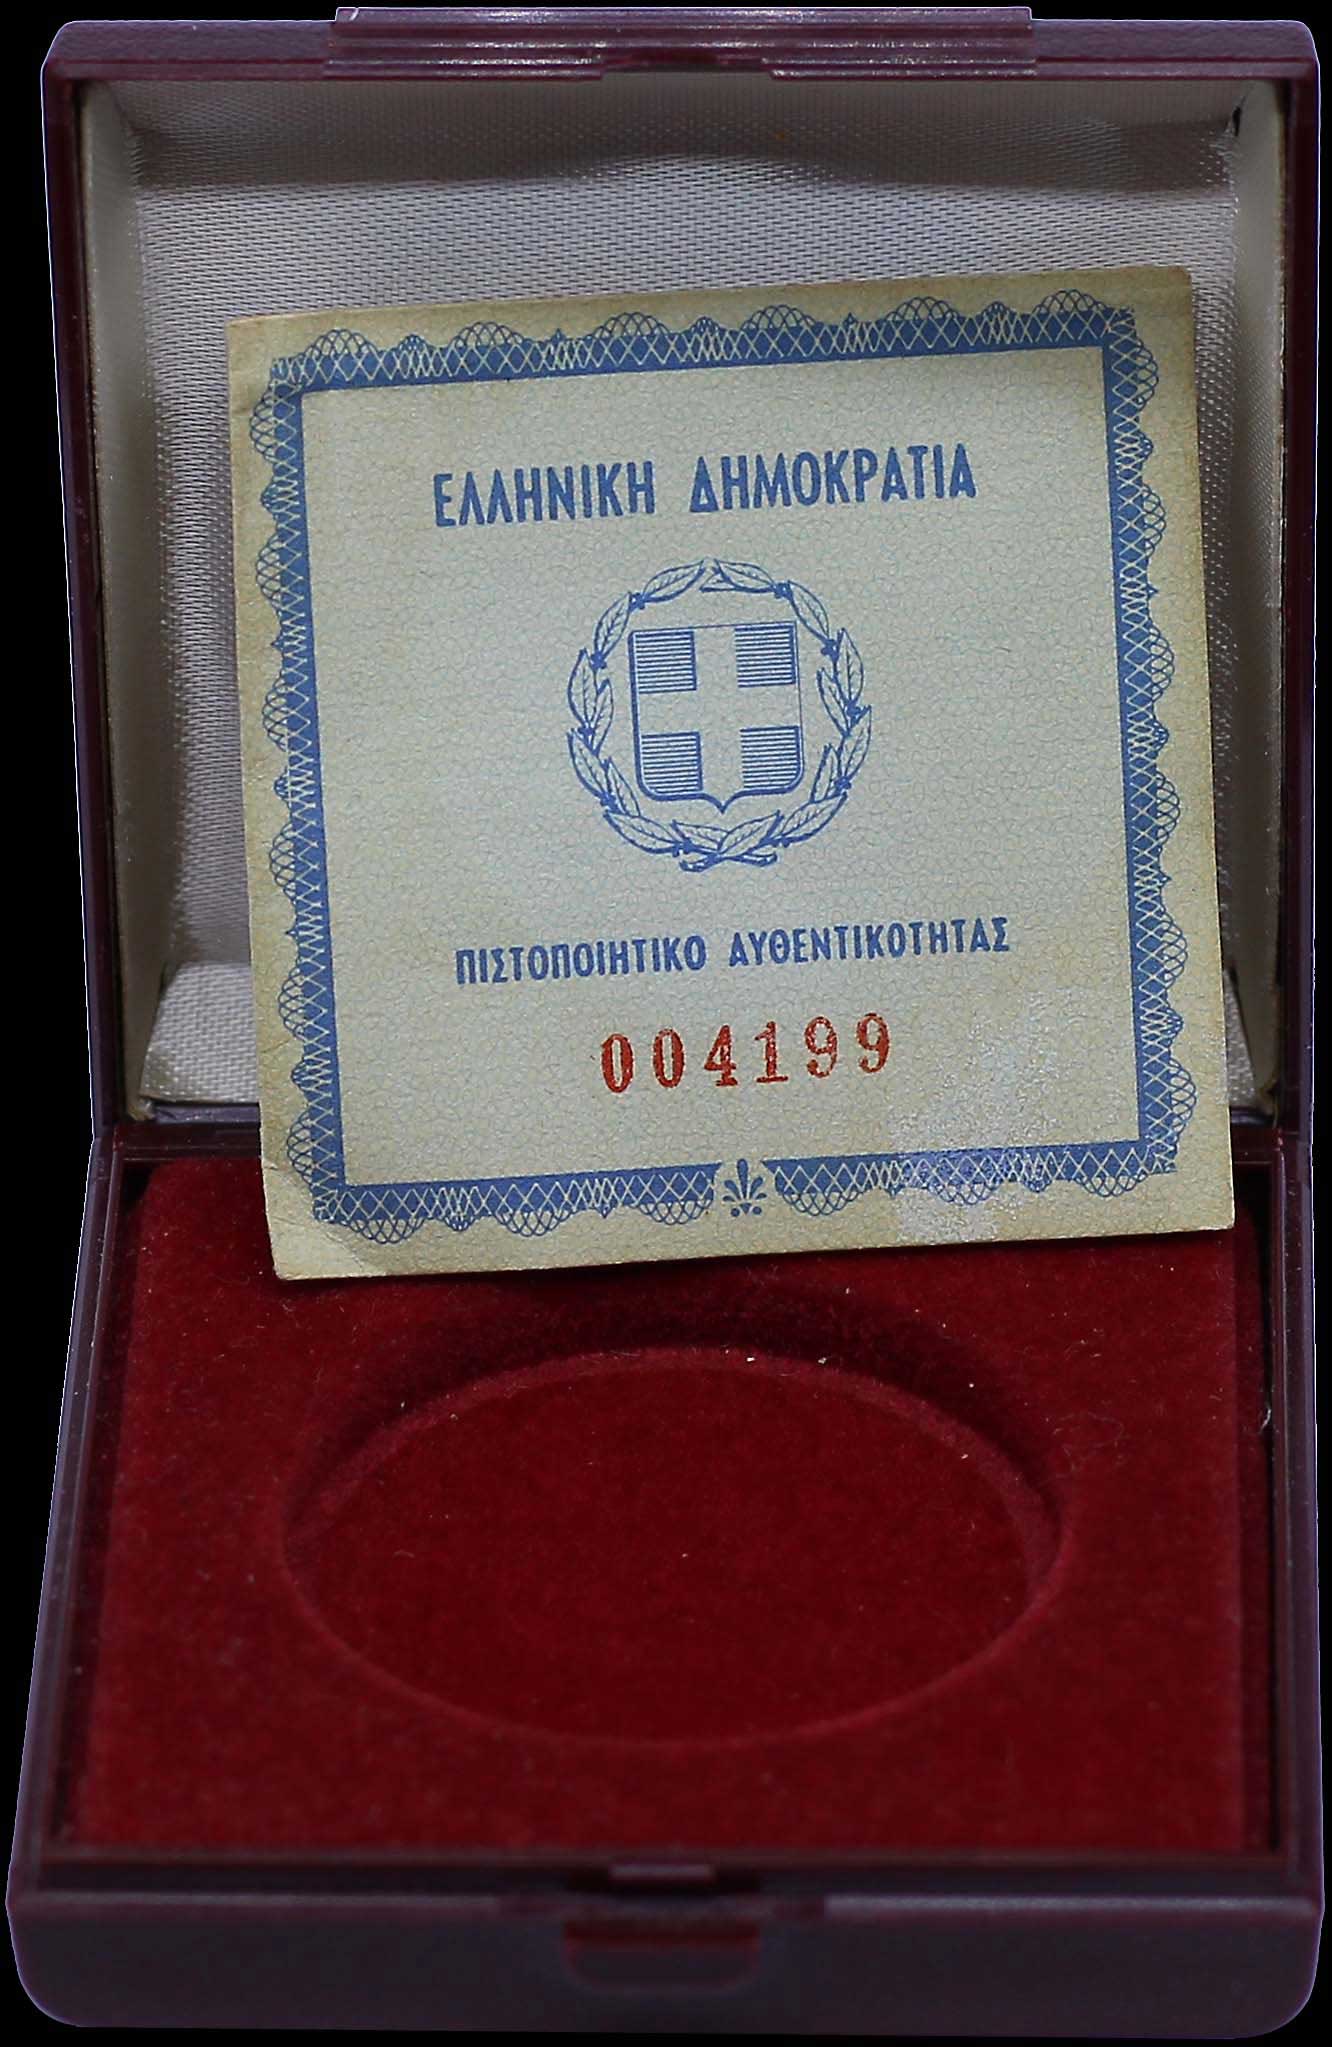 ΕΛΛΗΝΙΚΗ ΔΗΜΟΚΡΑΤΙΑ
ΠΙΣΤΟΠΟΙΗΤΙΚΟ ΑΥΘΕΝΤΙΚΟΤΗΤΑΣ
004199